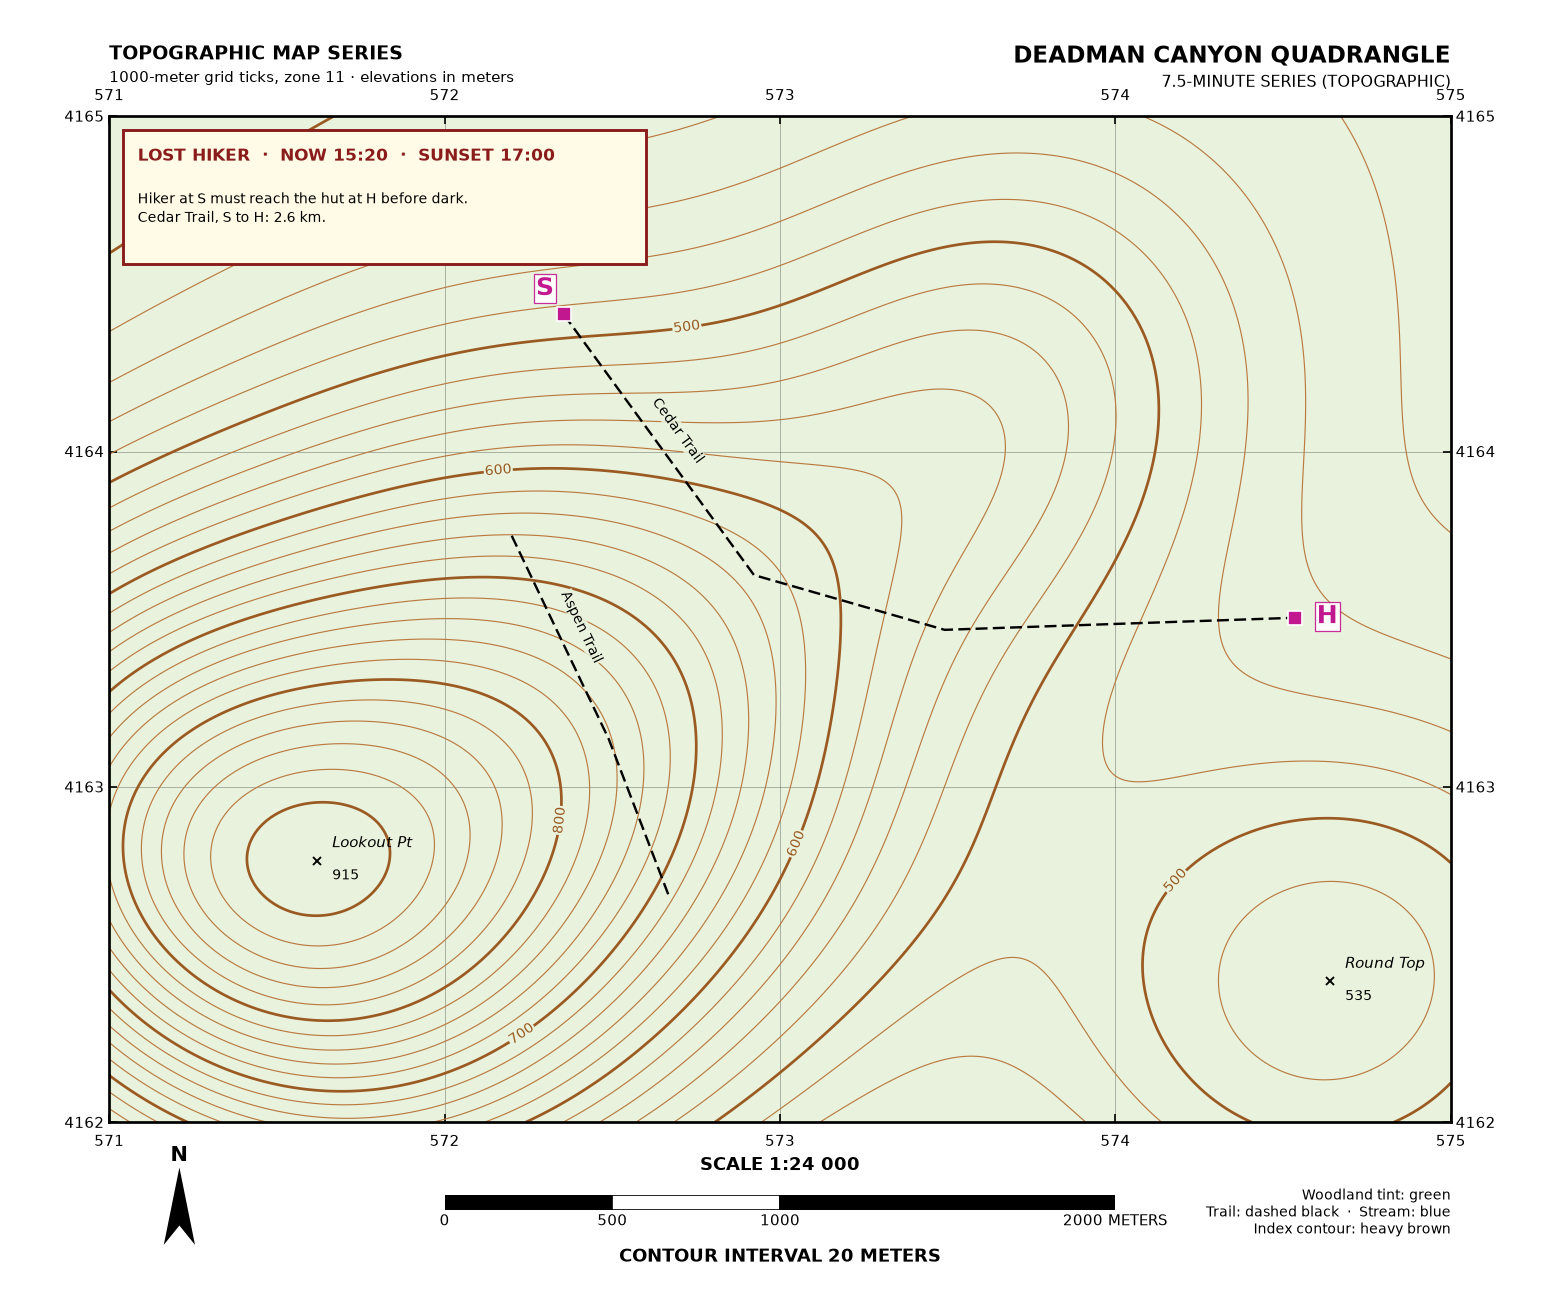 TOPOGRAPHIC MAP SERIES
1000-meter grid ticks, zone 11 · elevations in meters
DEADMAN CANYON QUADRANGLE
7.5-MINUTE SERIES (TOPOGRAPHIC)
571 572 573 574 575
4165 4165
LOST HIKER · NOW 15:20 · SUNSET 17:00
Hiker at S must reach the hut at H before dark.
Cedar Trail, S to H: 2.6 km.
S
500
Cedar Trail
4164 4164
600
Aspen Trail
H
4163 4163
800
600
Lookout Pt
915
500
Round Top
535
700
4162 4162
571 572 573 574 575
N
SCALE 1:24 000
0 500 1000 2000 METERS
CONTOUR INTERVAL 20 METERS
Woodland tint: green
Trail: dashed black · Stream: blue
Index contour: heavy brown